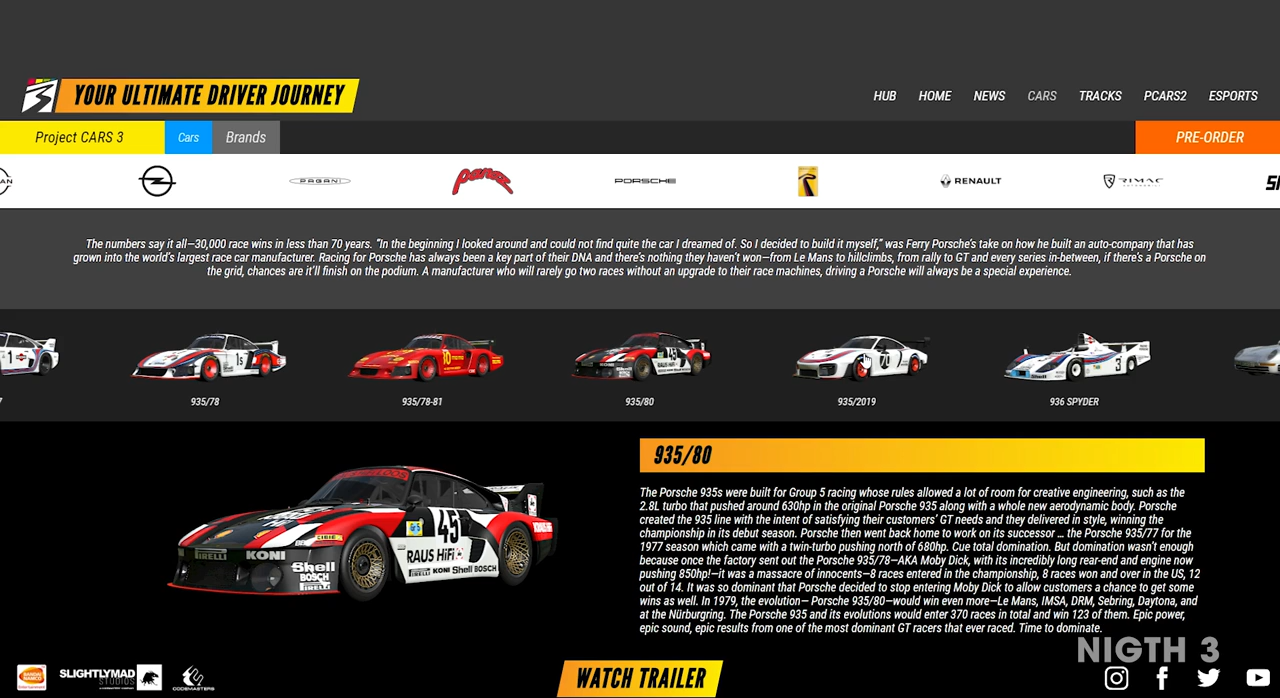 YOUR ULTIMATE DRIVER JOURNEY
HUB HOME NEWS CARS TRACKS PCARS2 ESPORTS
Project CARS 3 Cars Brands PRE-ORDER
PAGANI PORSCHE RENAULT RIMAC
The numbers say it all—30,000 race wins in less than 70 years. "In the beginning I looked around and could not find quite the car I dreamed of. So I decided to build it myself," was Ferry Porsche's take on how he built an auto-company that has
grown into the world's largest race car manufacturer. Racing for Porsche has always been a key part of their DNA and there's nothing they haven't won—from Le Mans to hillclimbs, from rally to GT and every series in-between, if there's a Porsche on
the grid, chances are it'll finish on the podium. A manufacturer who will rarely go two races without an upgrade to their race machines, driving a Porsche will always be a special experience.
935/78 935/78-81 935/80 935/2019 936 SPYDER
935/80
The Porsche 935s were built for Group 5 racing whose rules allowed a lot of room for creative engineering, such as the
2.8L turbo that pushed around 630hp in the original Porsche 935 along with a whole new aerodynamic body. Porsche
created the 935 line with the intent of satisfying their customers' GT needs and they delivered in style, winning the
championship in its debut season. Porsche then went back home to work on its successor ... the Porsche 935/77 for the
1977 season which came with a twin-turbo pushing north of 680hp. Cue total domination. But domination wasn't enough
because once the factory sent out the Porsche 935/78—AKA Moby Dick, with its incredibly long rear-end and engine now
pushing 850hp!—it was a massacre of innocents—8 races entered in the championship, 8 races won and over in the US, 12
out of 14. It was so dominant that Porsche decided to stop entering Moby Dick to allow customers a chance to get some
wins as well. In 1979, the evolution— Porsche 935/80—would win even more—Le Mans, IMSA, DRM, Sebring, Daytona, and
at the Nürburgring. The Porsche 935 and its evolutions would enter 370 races in total and win 123 of them. Epic power,
epic sound, epic results from one of the most dominant GT racers that ever raced. Time to dominate.
45
RAUS HiFi
PIRELLI KONI Shell BOSCH
PIRELLI KONI
Shell
BOSCH
NIGTH 3
SLIGHTLYMAD
STUDIOS
CODEMASTERS
WATCH TRAILER